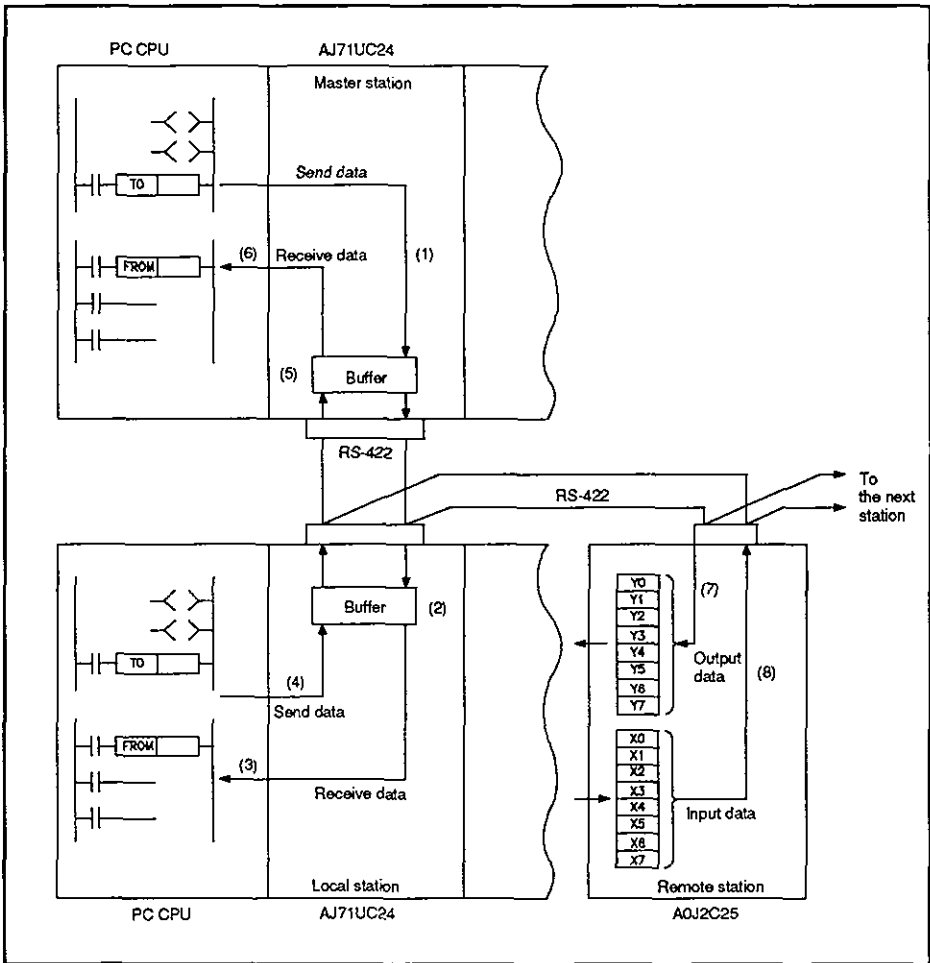 PC CPU
AJ71UC24
Master station
TO
Send data
(1)
(6)
Receive data
FROM
(5)
Buffer
RS-422
RS-422
To
the next
station
Buffer
(2)
TO
(4)
Send data
FROM
(3)
Receive data
Y0
Y1
Y2
Y3
Y4
Y5
Y6
Y7
(7)
Output
data
(8)
X0
X1
X2
X3
X4
X5
X6
X7
Input data
Local station
Remote station
PC CPU
AJ71UC24
A0J2C25